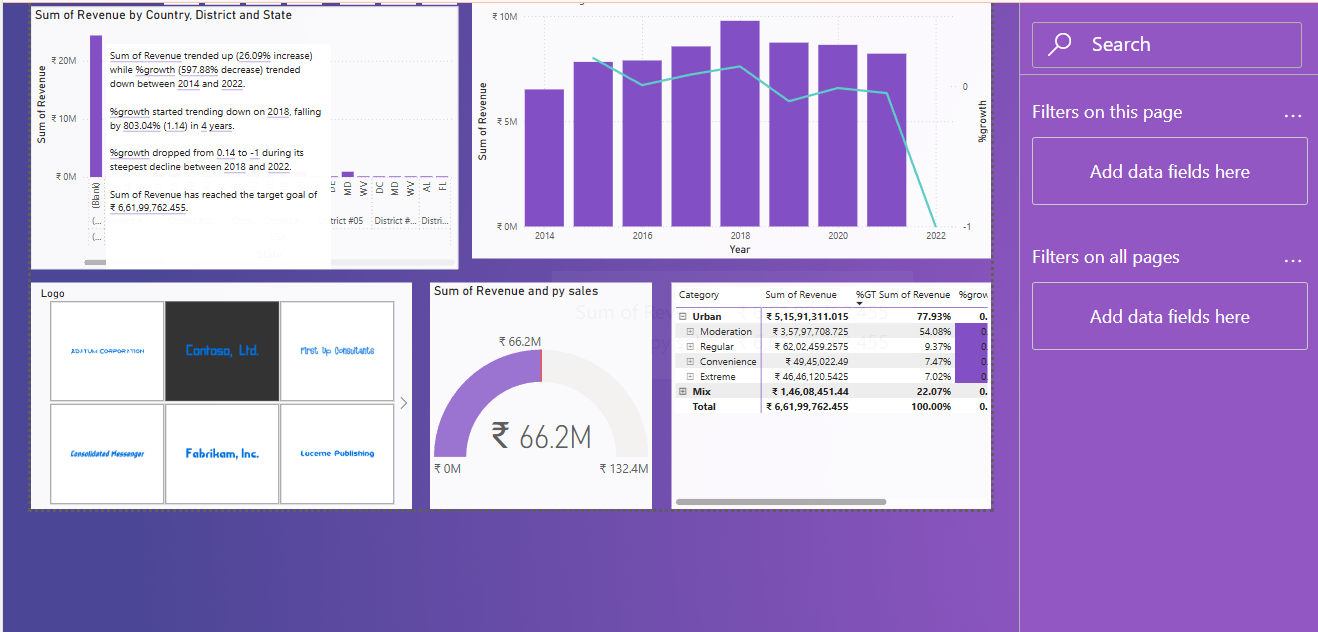 Sum of Revenue by Country, District and State
Sum of Revenue
₹ 20M
₹ 10M
₹ 0M
Sum of Revenue trended up (26.09% increase)
while %growth (597.88% decrease) trended
down between 2014 and 2022.
%growth started trending down on 2018, falling
by 803.04% (1.14) in 4 years.
%growth dropped from 0.14 to -1 during its
steepest decline between 2018 and 2022.
Sum of Revenue has reached the target goal of
₹ 6,61,99,762.455.
(Blank)
MD
WV
DC
MD
WV
AL
FL
(...
trict #05
District #...
Distri...
(...
₹ 10M
₹ 5M
₹ 0M
Sum of Revenue
0
-1
%growth
2014
2016
2018
2020
2022
Year
Logo
ADATUM CORPORATION
Contoso, Ltd.
First Up Consultants
Consolidated Messenger
Fabrikam, Inc.
Lucerne Publishing
Sum of Revenue and py sales
₹ 66.2M
₹ 66.2M
₹ 0M
₹ 132.4M
Category Sum of Revenue %GT Sum of Revenue %grow
Urban ₹ 5,15,91,311.015 77.93% 0.
Moderation ₹ 3,57,97,708.725 54.08% 0.
Regular ₹ 62,02,459.2575 9.37% 0.
Convenience ₹ 49,45,022.49 7.47% 0.
Extreme ₹ 46,46,120.5425 7.02% 0.
Mix ₹ 1,46,08,451.44 22.07% 0.
Total ₹ 6,61,99,762.455 100.00% 0.
Search
Filters on this page ...
Add data fields here
Filters on all pages ...
Add data fields here